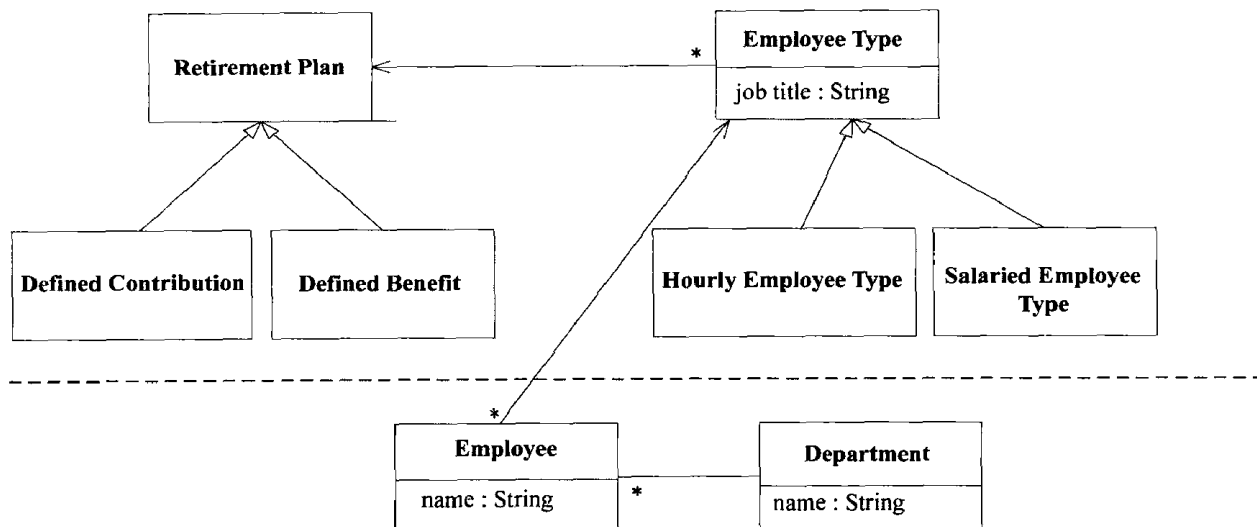 Retirement Plan
*
Employee Type
job title : String
Defined Contribution
Defined Benefit
Hourly Employee Type
Salaried Employee
Type
*
Employee
name : String
*
Department
name : String